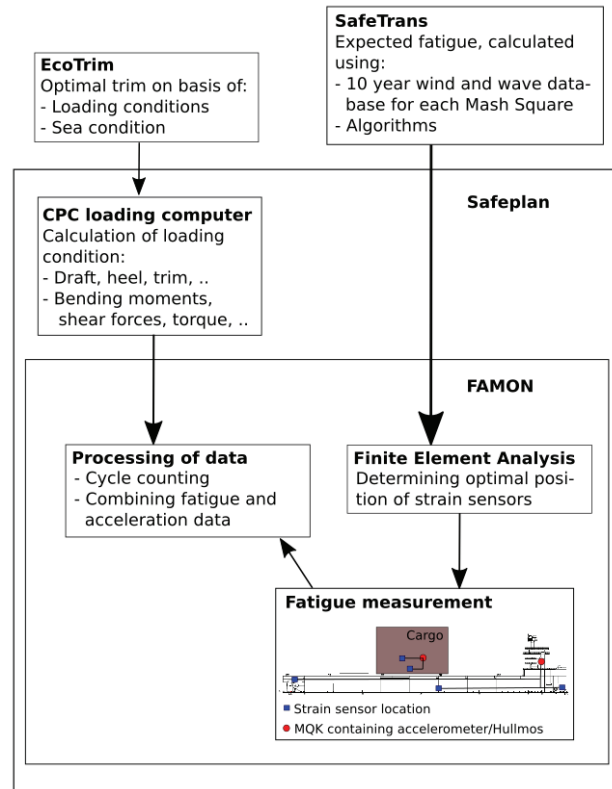 EcoTrim
Optimal trim on basis of:
- Loading conditions
- Sea condition
SafeTrans
Expected fatigue, calculated
using:
- 10 year wind and wave data-
base for each Mash Square
- Algorithms
Safeplan
CPC loading computer
Calculation of loading
condition:
- Draft, heel, trim, ..
- Bending moments,
shear forces, torque, ..
FAMON
Processing of data
- Cycle counting
- Combining fatigue and
acceleration data
Finite Element Analysis
Determining optimal posi-
tion of strain sensors
Fatigue measurement
Cargo
Strain sensor location
MQK containing accelerometer/Hullmos